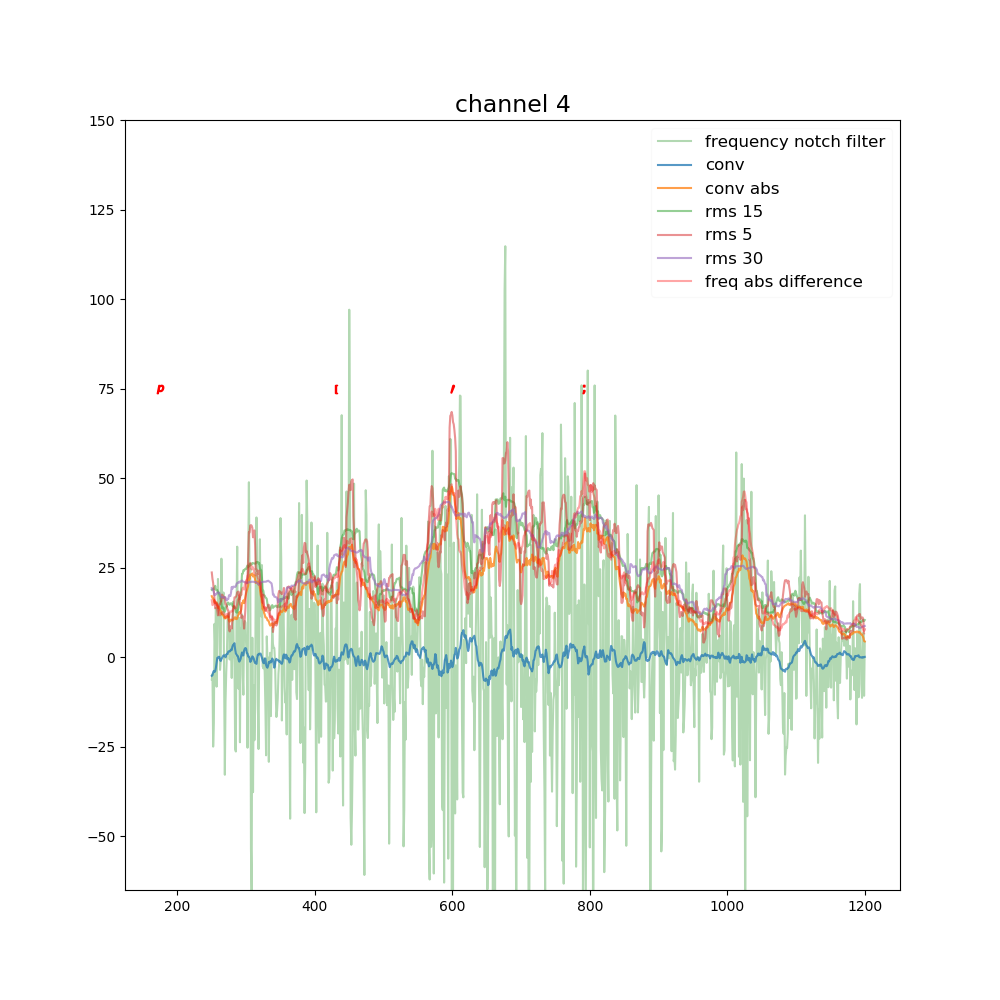 channel 4
150
125
100
75
50
25
0
−25
−50
200 400 600 800 1000 1200
frequency notch filter
conv
conv abs
rms 15
rms 5
rms 30
freq abs difference
p [ / ;